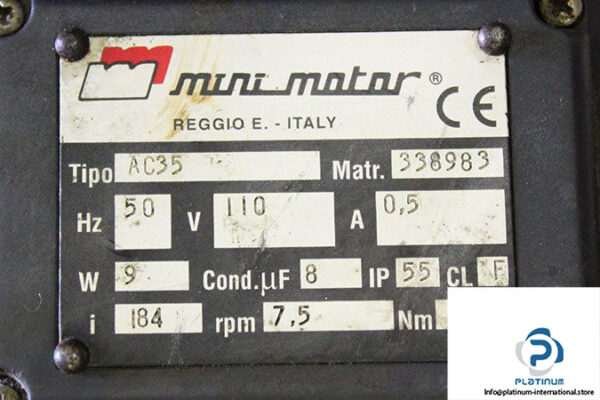 mini motor ®
REGGIO E. - ITALY
CE
Tipo AC35 Matr. 338983
Hz 50 V 110 A 0,5
W 9 Cond.µF 8 IP 55 CL F
i 184 rpm 7,5 Nm
PLATINUM
https://platinum-international.store